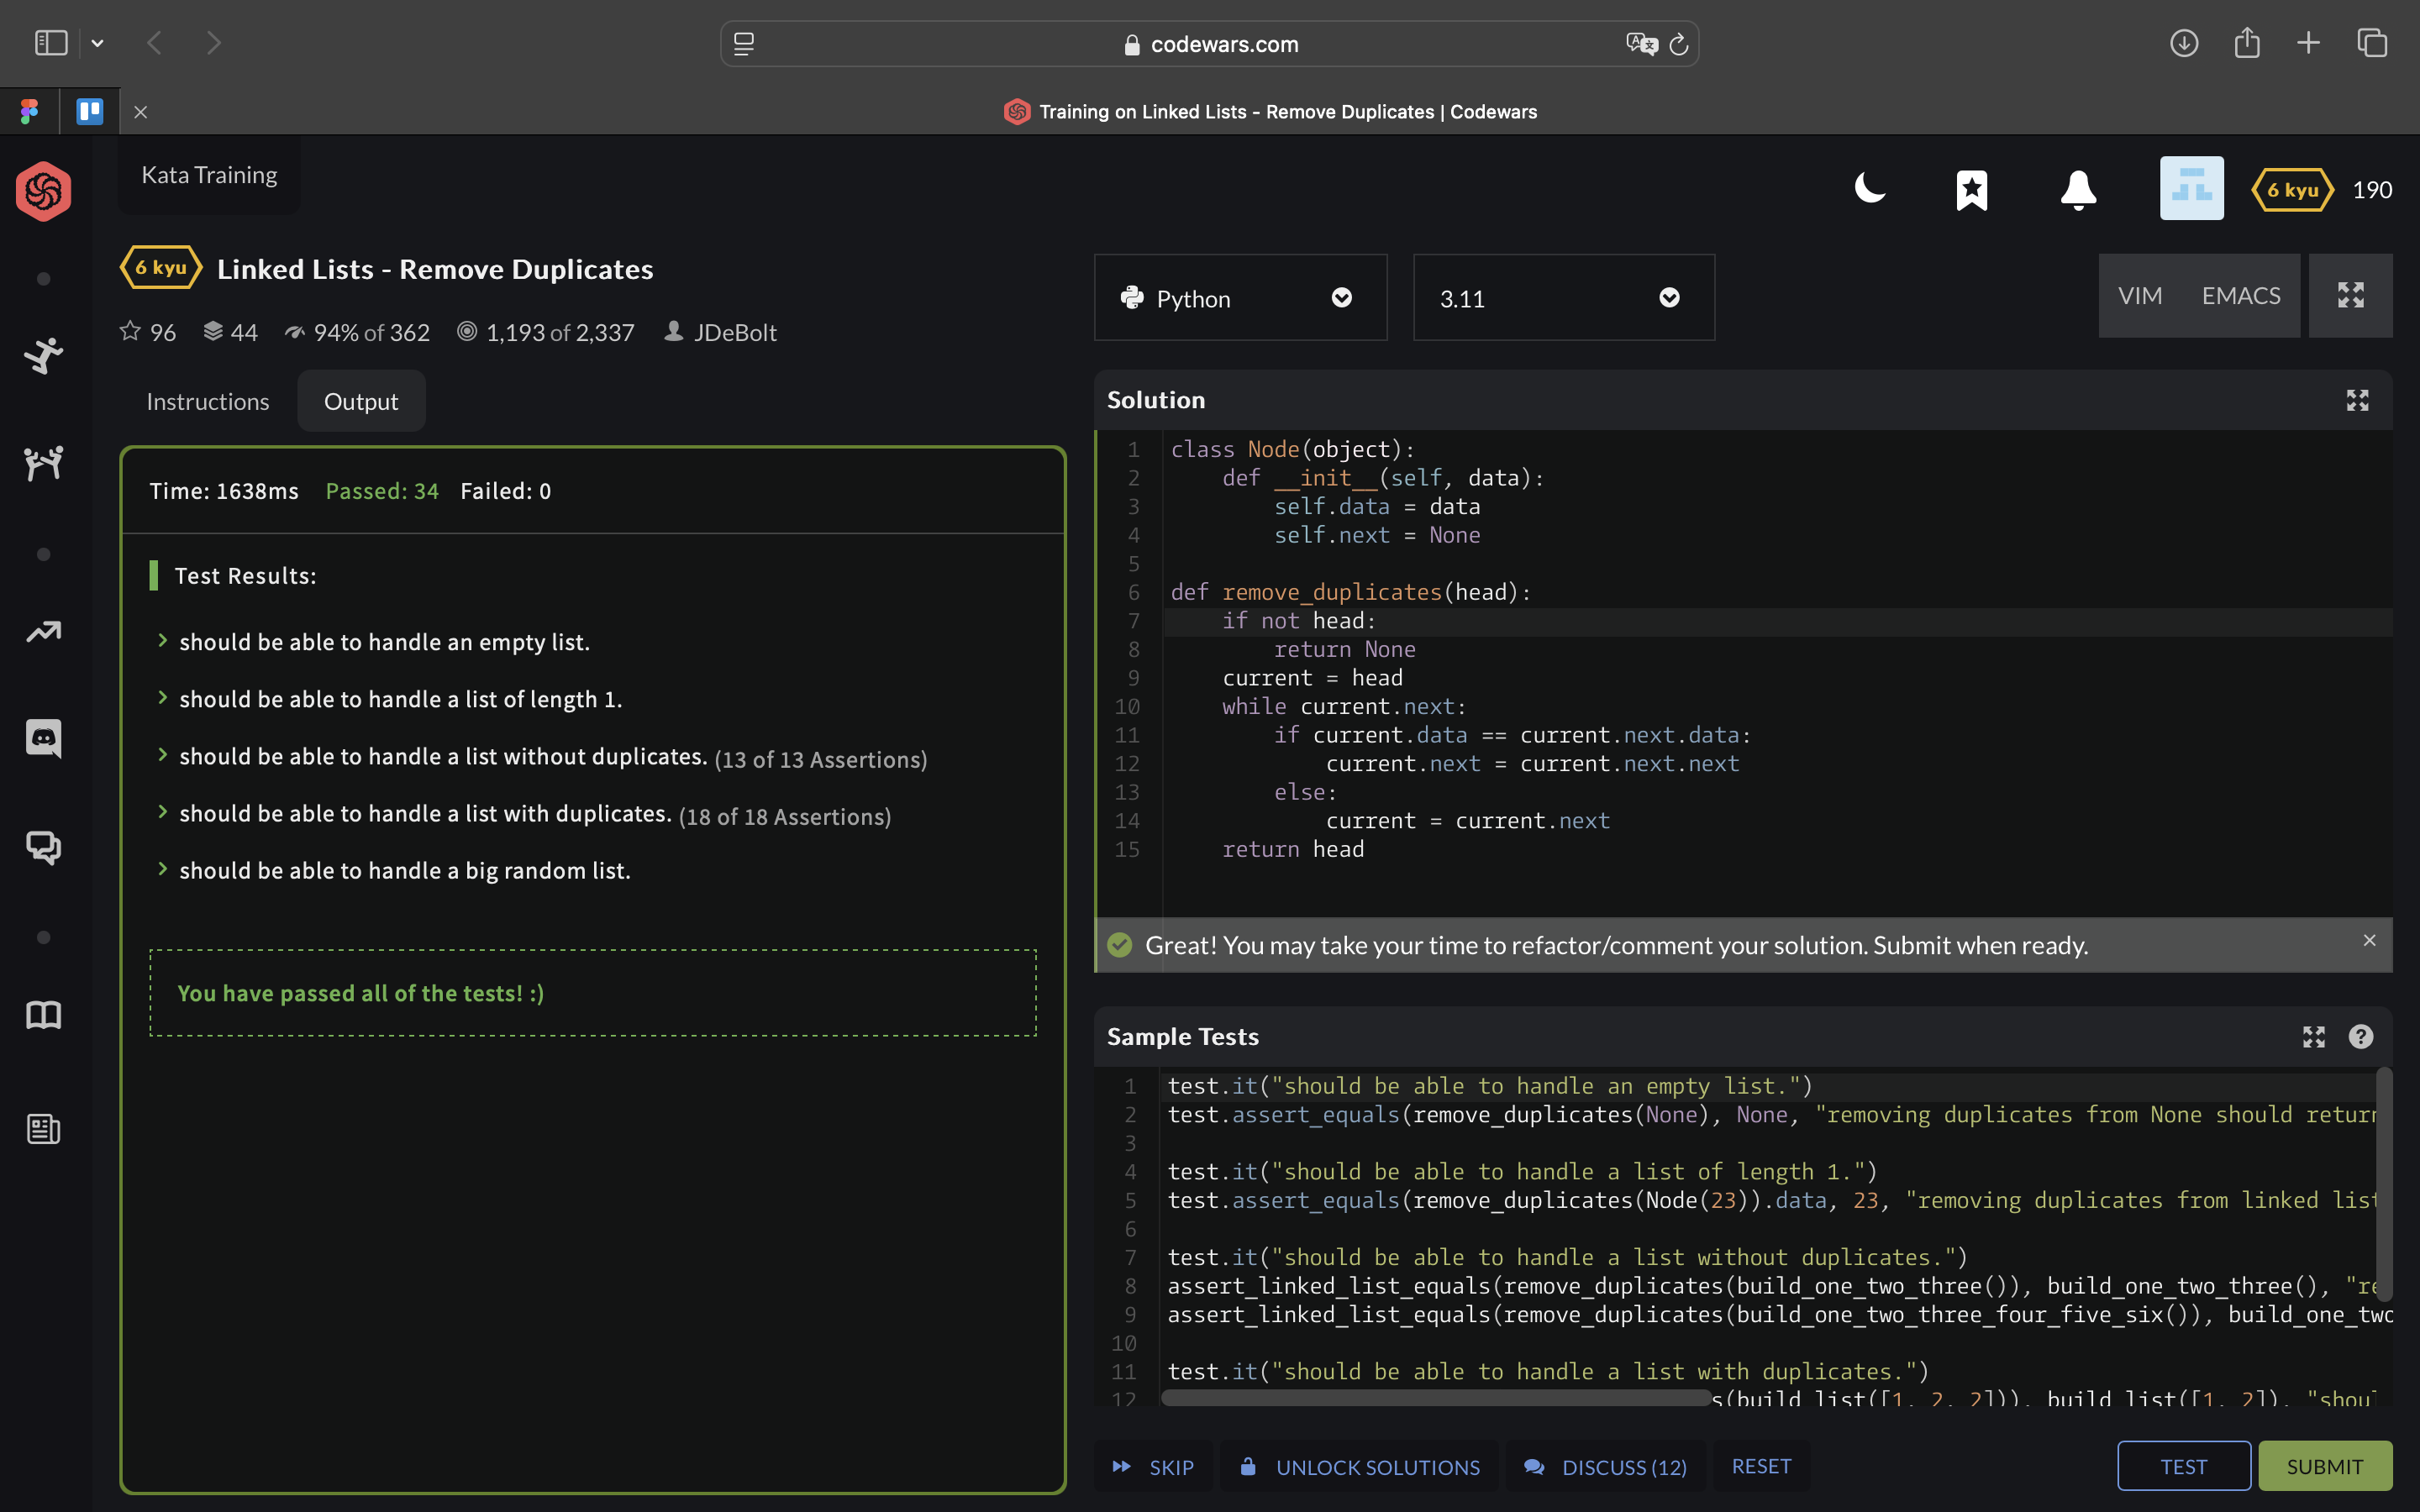 codewars.com
Training on Linked Lists - Remove Duplicates | Codewars
Kata Training
6 kyu 190
6 kyu Linked Lists - Remove Duplicates
96 44 94% of 362 1,193 of 2,337 JDeBolt
Instructions Output
Time: 1638ms Passed: 34 Failed: 0
Test Results:
should be able to handle an empty list.
should be able to handle a list of length 1.
should be able to handle a list without duplicates. (13 of 13 Assertions)
should be able to handle a list with duplicates. (18 of 18 Assertions)
should be able to handle a big random list.
You have passed all of the tests! :)
Python 3.11 VIM EMACS
Solution
1 class Node(object):
2     def __init__(self, data):
3         self.data = data
4         self.next = None
5
6 def remove_duplicates(head):
7     if not head:
8         return None
9     current = head
10     while current.next:
11         if current.data == current.next.data:
12             current.next = current.next.next
13         else:
14             current = current.next
15     return head
Great! You may take your time to refactor/comment your solution. Submit when ready.
Sample Tests
1 test.it("should be able to handle an empty list.")
2 test.assert_equals(remove_duplicates(None), None, "removing duplicates from None should return
3
4 test.it("should be able to handle a list of length 1.")
5 test.assert_equals(remove_duplicates(Node(23)).data, 23, "removing duplicates from linked list
6
7 test.it("should be able to handle a list without duplicates.")
8 assert_linked_list_equals(remove_duplicates(build_one_two_three()), build_one_two_three(), "re
9 assert_linked_list_equals(remove_duplicates(build_one_two_three_four_five_six()), build_one_two
10
11 test.it("should be able to handle a list with duplicates.")
12 s(build_list([1, 2, 2])), build_list([1, 2]), "shoul
SKIP UNLOCK SOLUTIONS DISCUSS (12) RESET TEST SUBMIT